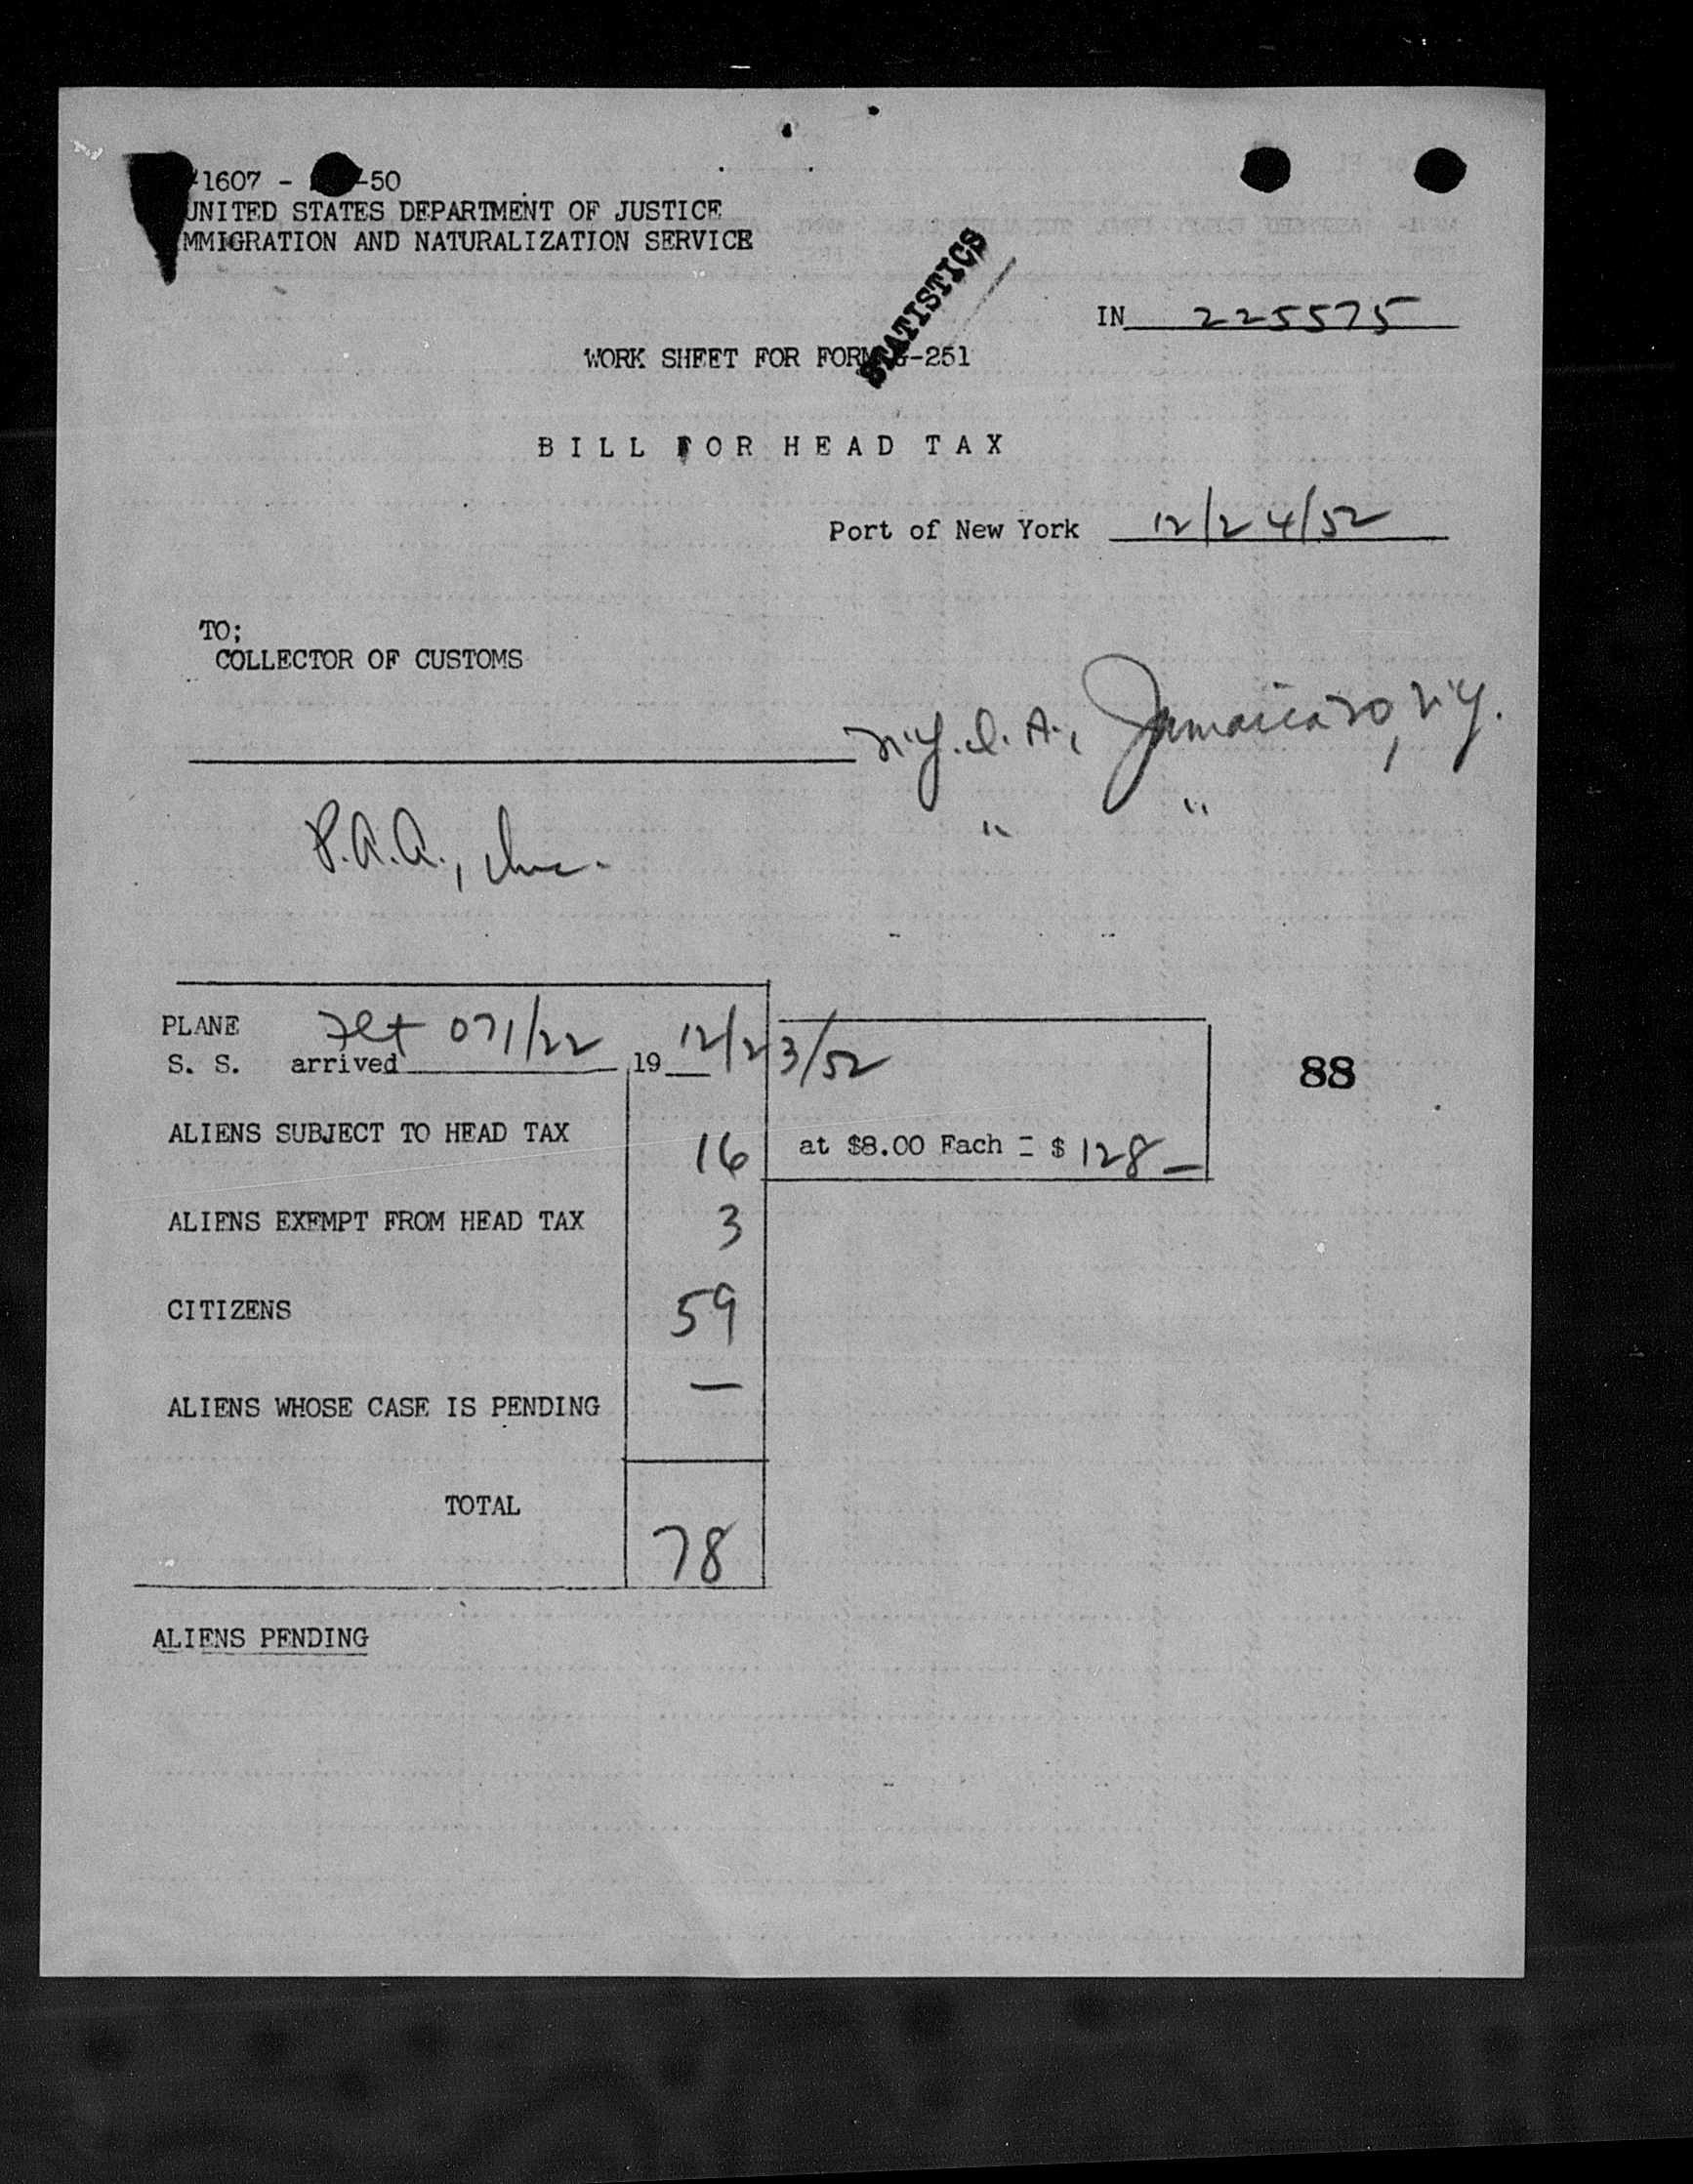 1607 - -50
UNITED STATES DEPARTMENT OF JUSTICE
MMIGRATION AND NATURALIZATION SERVICE
STATISTICS
IN 225575
WORK SHEET FOR FORM G-251
BILL FOR HEAD TAX
Port of New York 12/24/52
TO:
COLLECTOR OF CUSTOMS
N.Y.I.A., Jamaica 30, N.Y.
P.A.A., Inc. " "
PLANE Flt 071/22 12/23/52
S. S. arrived 19
88
ALIENS SUBJECT TO HEAD TAX 16 at $8.00 Each = $ 128 —
ALIENS EXEMPT FROM HEAD TAX 3
CITIZENS 59
ALIENS WHOSE CASE IS PENDING —
TOTAL 78
ALIENS PENDING